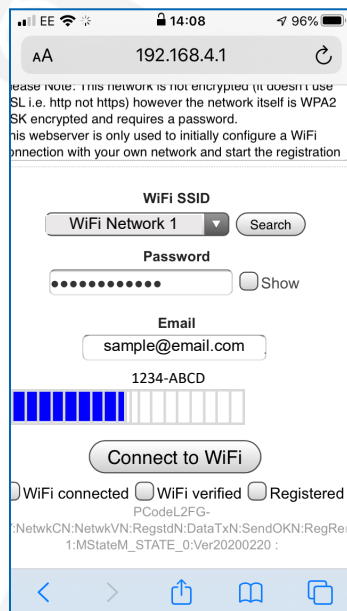 EE 14:08 96%
AA 192.168.4.1
ease Note: This network is not encrypted (it doesn't use
SL i.e. http not https) however the network itself is WPA2
SK encrypted and requires a password.
his webserver is only used to initially configure a WiFi
onnection with your own network and start the registration
WiFi SSID
WiFi Network 1 Search
Password
●●●●●●●●●●●● Show
Email
sample@email.com
1234-ABCD
Connect to WiFi
WiFi connected WiFi verified Registered
PCodeL2FG-
:NetwkCN:NetwkVN:RegstdN:DataTxN:SendOKN:RegRe
1:MStateM_STATE_0:Ver20200220 :